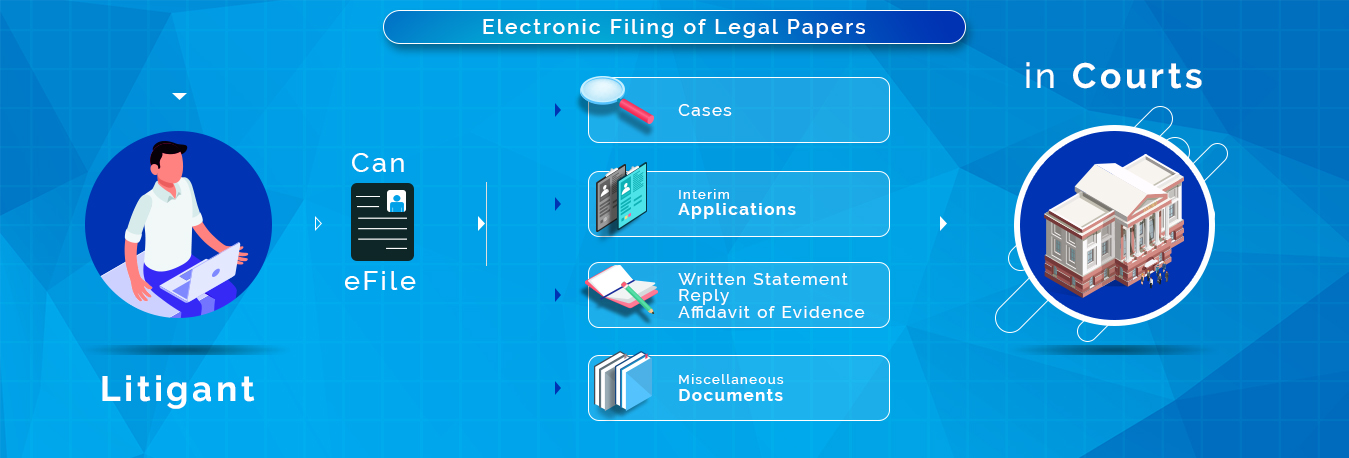 Electronic Filing of Legal Papers
Litigant
Can
eFile
Cases
Interim
Applications
Written Statement
Reply
Affidavit of Evidence
Miscellaneous
Documents
in Courts